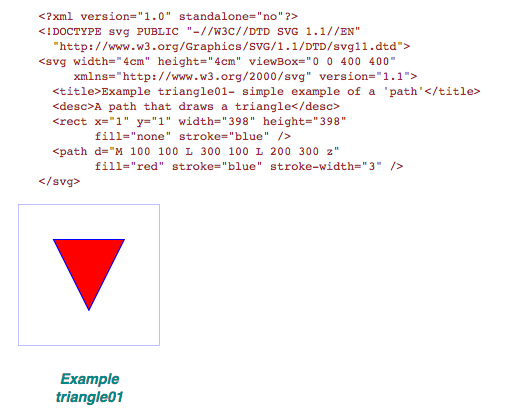 <?xml version="1.0" standalone="no"?>
<!DOCTYPE svg PUBLIC "-//W3C//DTD SVG 1.1//EN"
"http://www.w3.org/Graphics/SVG/1.1/DTD/svg11.dtd">
<svg width="4cm" height="4cm" viewBox="0 0 400 400"
xmlns="http://www.w3.org/2000/svg" version="1.1">
<title>Example triangle01- simple example of a 'path'</title>
<desc>A path that draws a triangle</desc>
<rect x="1" y="1" width="398" height="398"
fill="none" stroke="blue" />
<path d="M 100 100 L 300 100 L 200 300 z"
fill="red" stroke="blue" stroke-width="3" />
</svg>
Example
triangle01